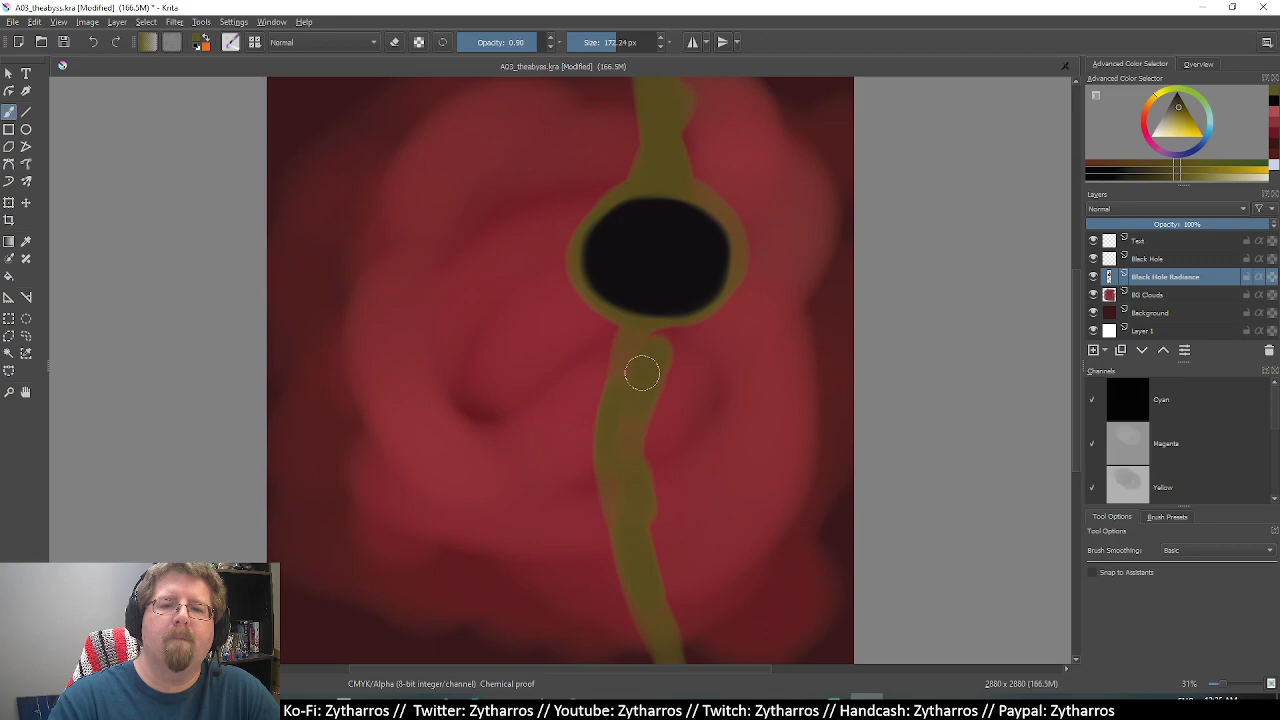 A03_theabyss.kra [Modified] (166.5M) * - Krita
File Edit View Image Layer Select Filter Tools Settings Window Help
Normal Opacity: 0.90 Size: 172.24 px
A03_theabyss.kra [Modified] (166.5M)
Advanced Color Selector Overview
Advanced Color Selector
Layers
Normal
Opacity: 100%
Text
Black Hole
Black Hole Radiance
BG Clouds
Background
Layer 1
Channels
Cyan
Magenta
Yellow
Tool Options Brush Presets
Tool Options
Brush Smoothing: Basic
Snap to Assistants
CMYK/Alpha (8-bit integer/channel) Chemical proof 2880 x 2880 (166.5M) 31%
Ko-Fi: Zytharros // Twitter: Zytharros // Youtube: Zytharros // Twitch: Zytharros // Handcash: Zytharros // Paypal: Zytharros